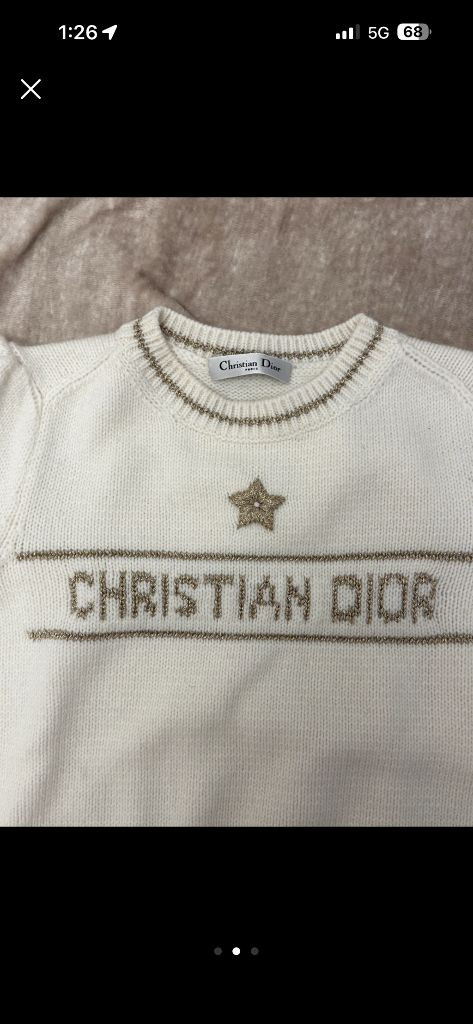 1:26
5G
68
Christian Dior
PARIS
CHRISTIAN DIOR